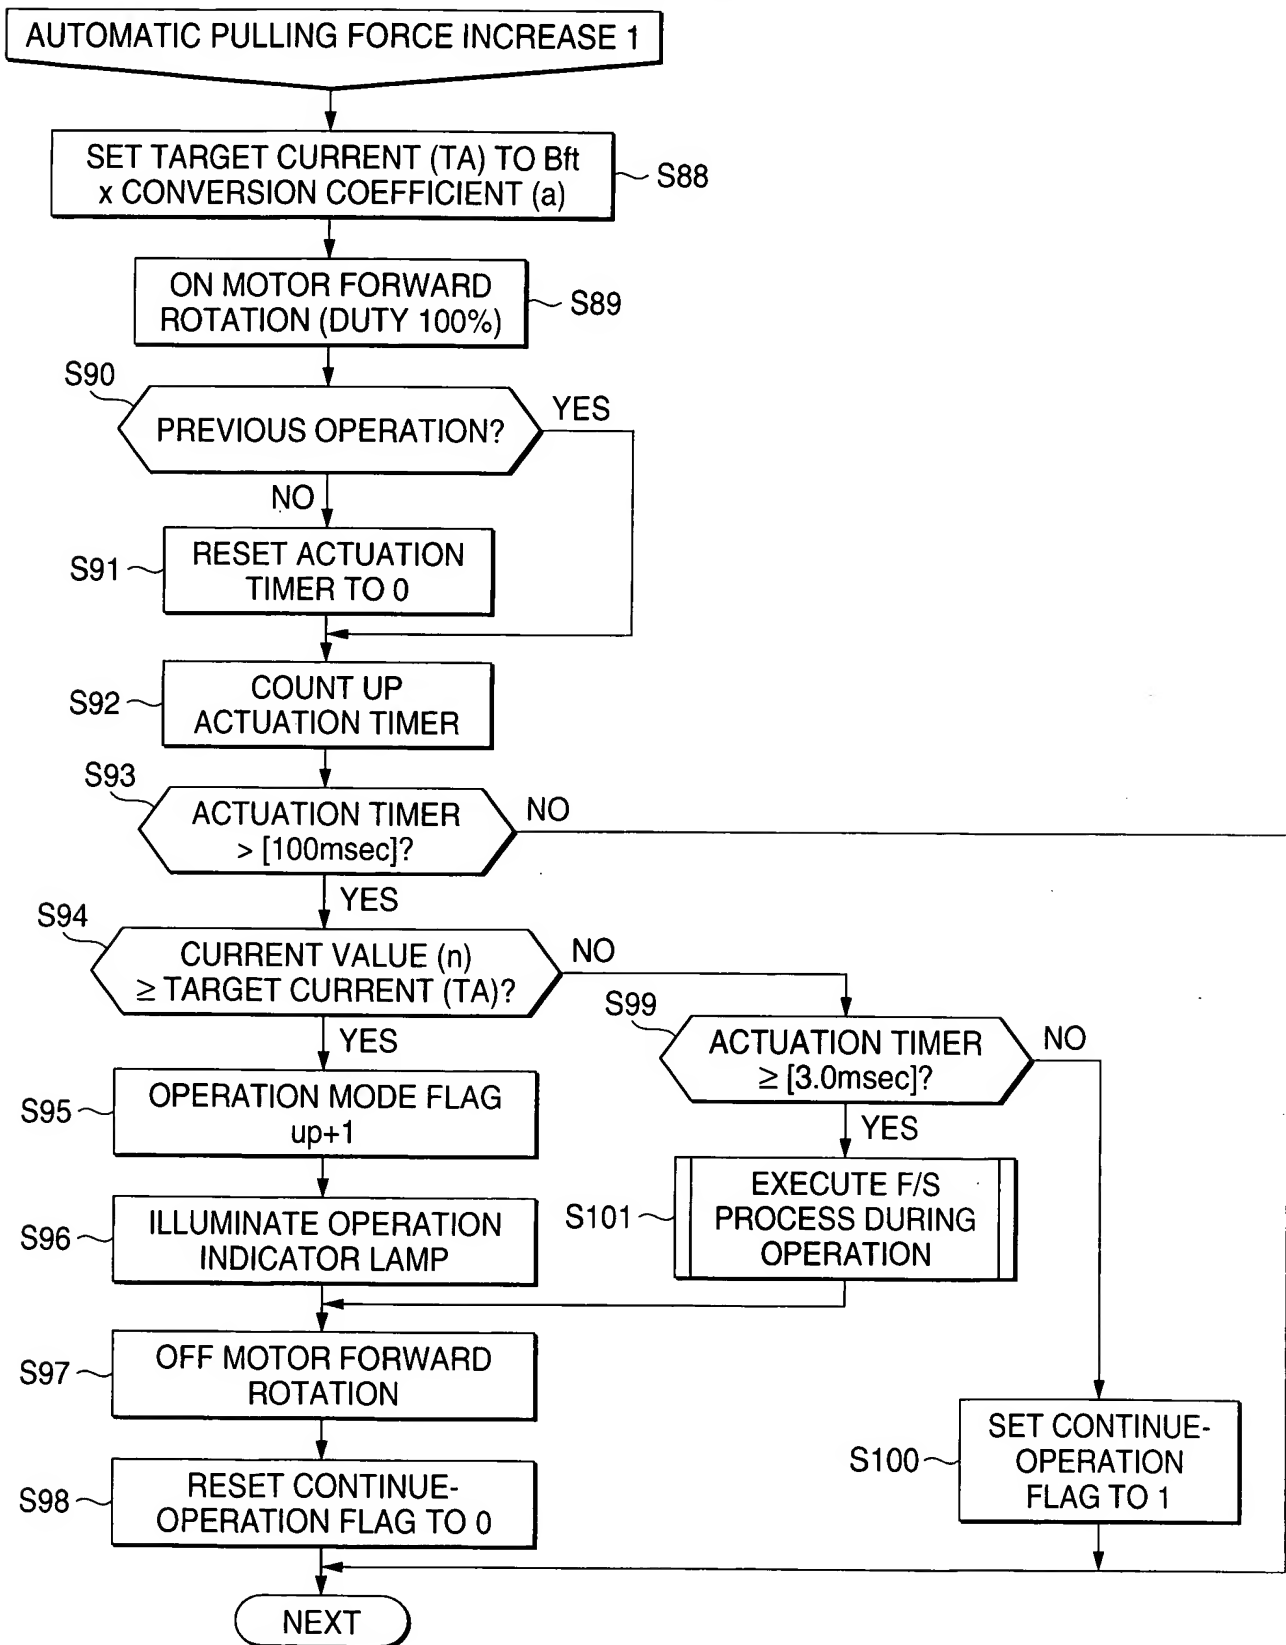 AUTOMATIC PULLING FORCE INCREASE 1
SET TARGET CURRENT (TA) TO Bft
x CONVERSION COEFFICIENT (a)
S88
ON MOTOR FORWARD
ROTATION (DUTY 100%)
S89
S90
PREVIOUS OPERATION?
YES
NO
S91
RESET ACTUATION
TIMER TO 0
S92
COUNT UP
ACTUATION TIMER
S93
ACTUATION TIMER
> [100msec]?
NO
YES
S94
CURRENT VALUE (n)
≥ TARGET CURRENT (TA)?
NO
YES
S99
ACTUATION TIMER
≥ [3.0msec]?
NO
YES
S95
OPERATION MODE FLAG
up+1
S101
EXECUTE F/S
PROCESS DURING
OPERATION
S96
ILLUMINATE OPERATION
INDICATOR LAMP
S97
OFF MOTOR FORWARD
ROTATION
S100
SET CONTINUE-
OPERATION
FLAG TO 1
S98
RESET CONTINUE-
OPERATION FLAG TO 0
NEXT